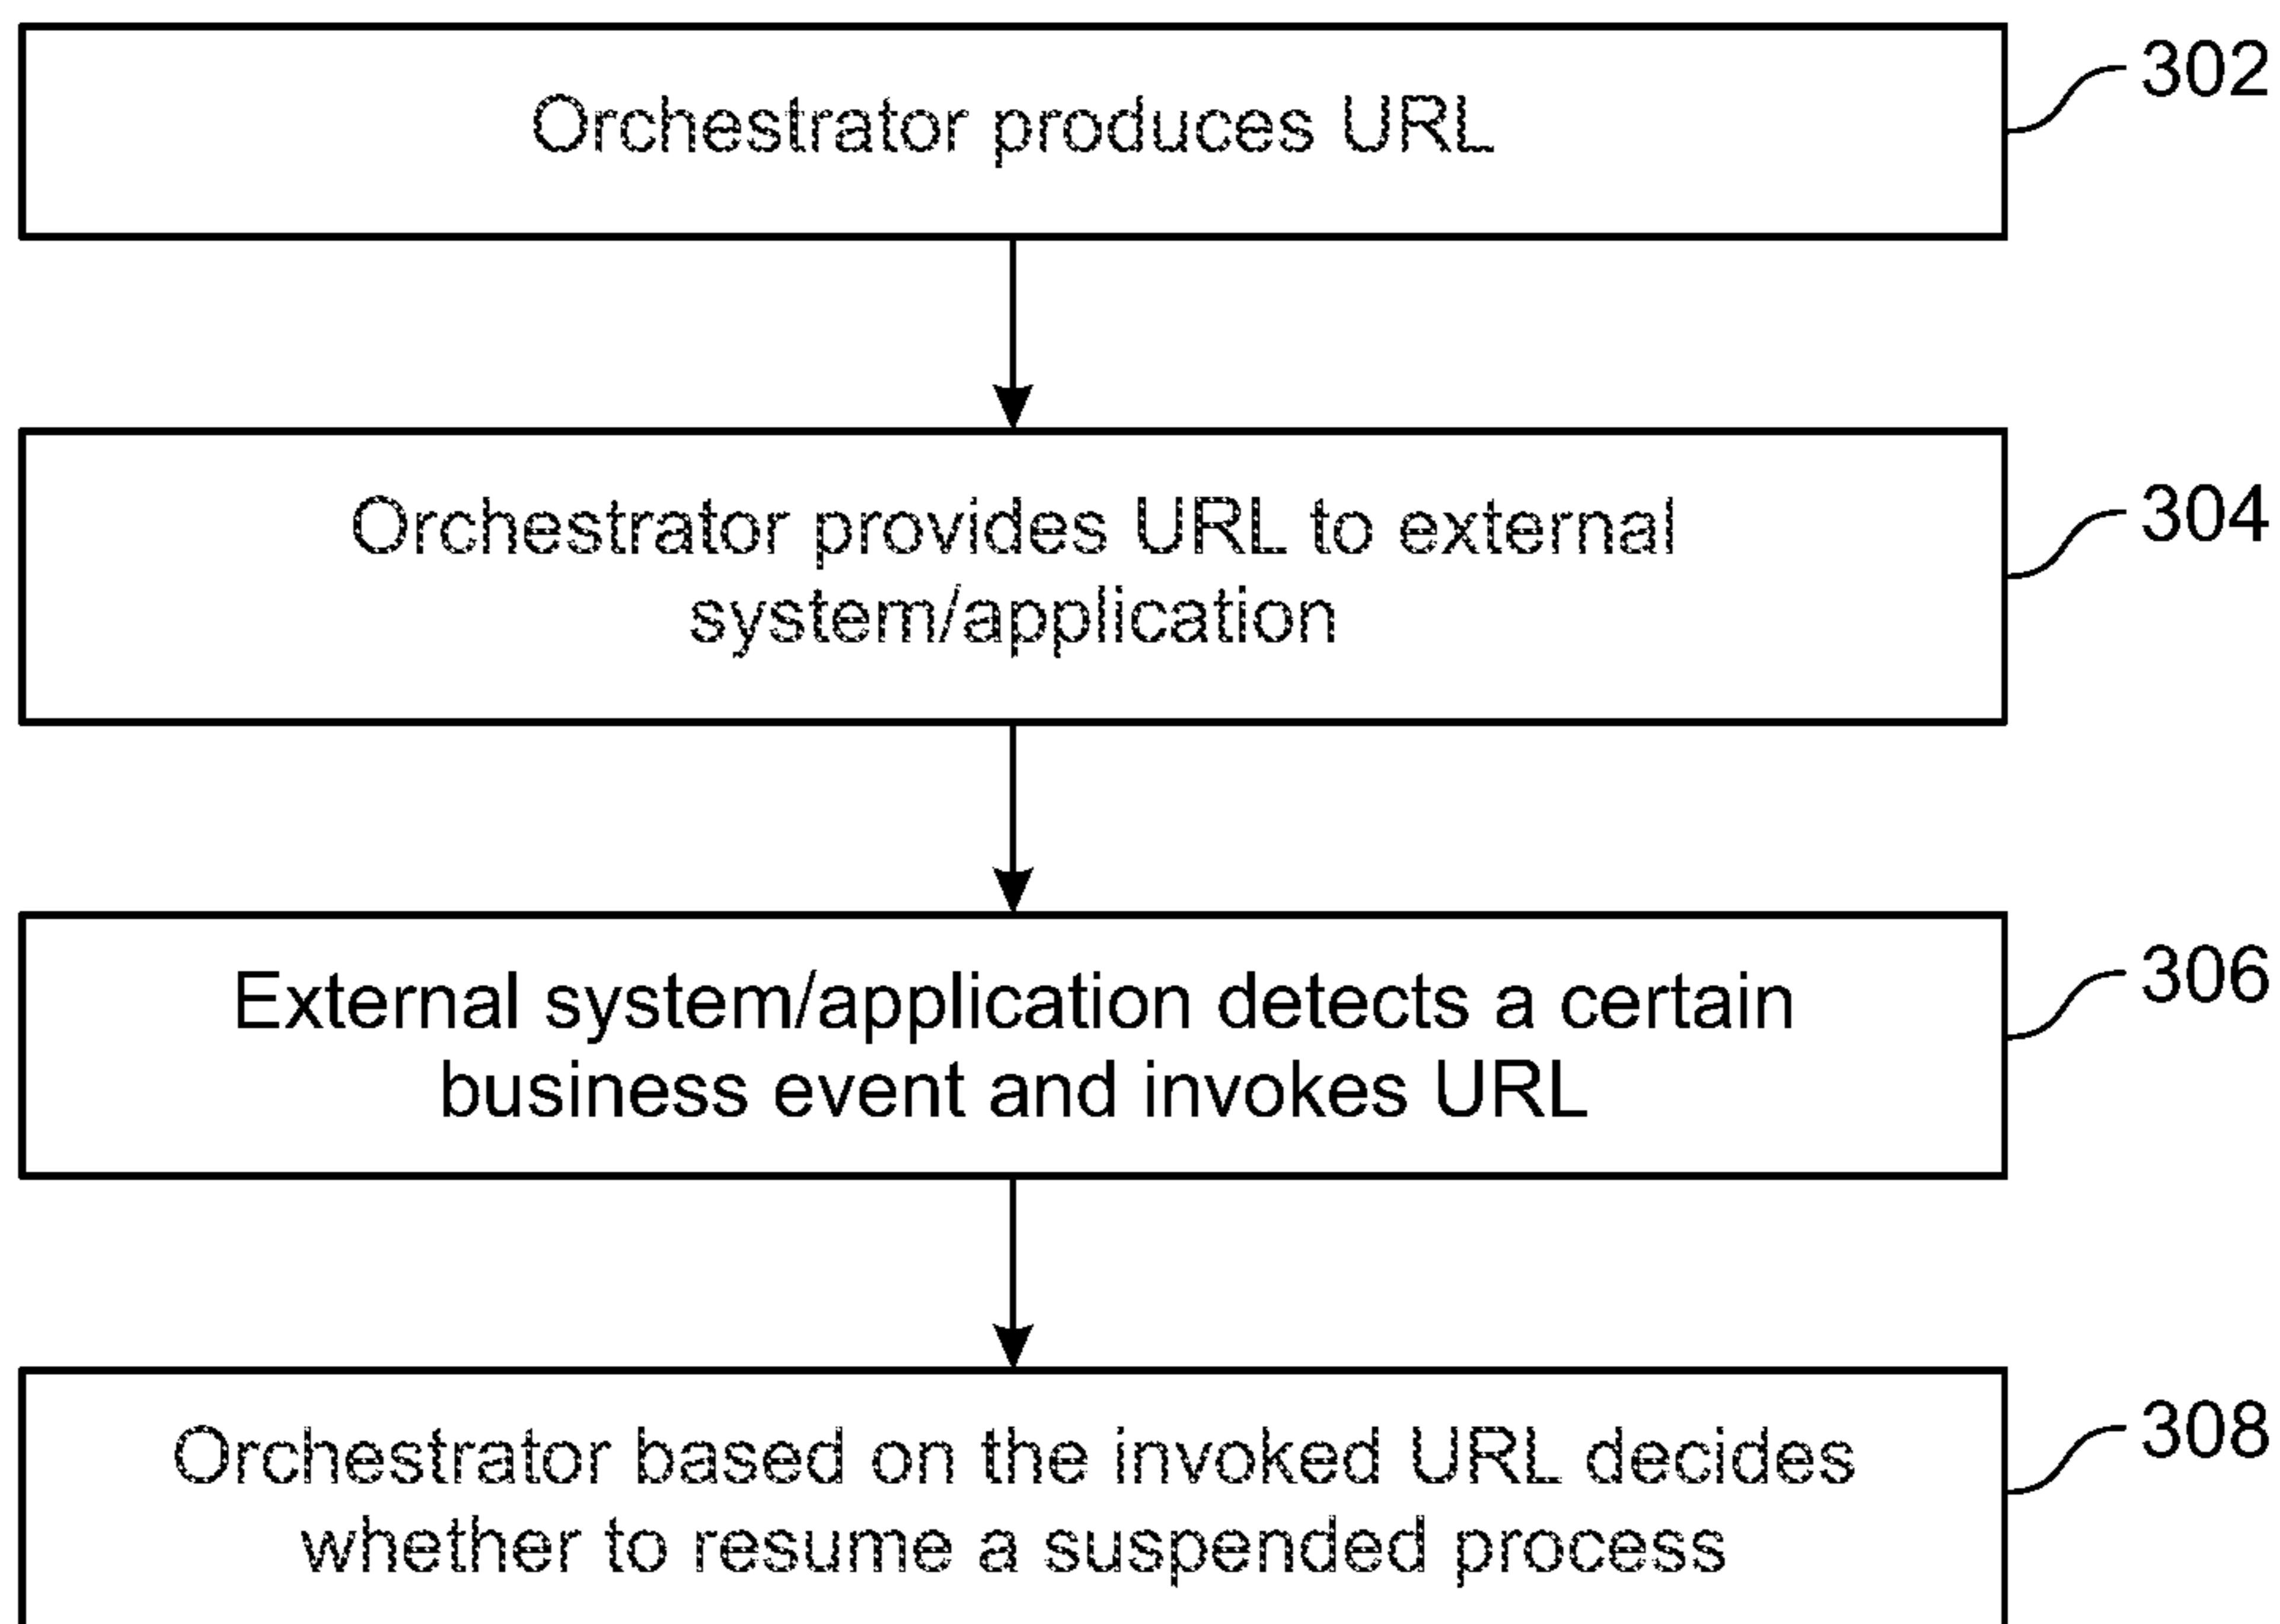 Orchestrator produces URL
302
Orchestrator provides URL to external
system/application
304
External system/application detects a certain
business event and invokes URL
306
Orchestrator based on the invoked URL decides
whether to resume a suspended process
308